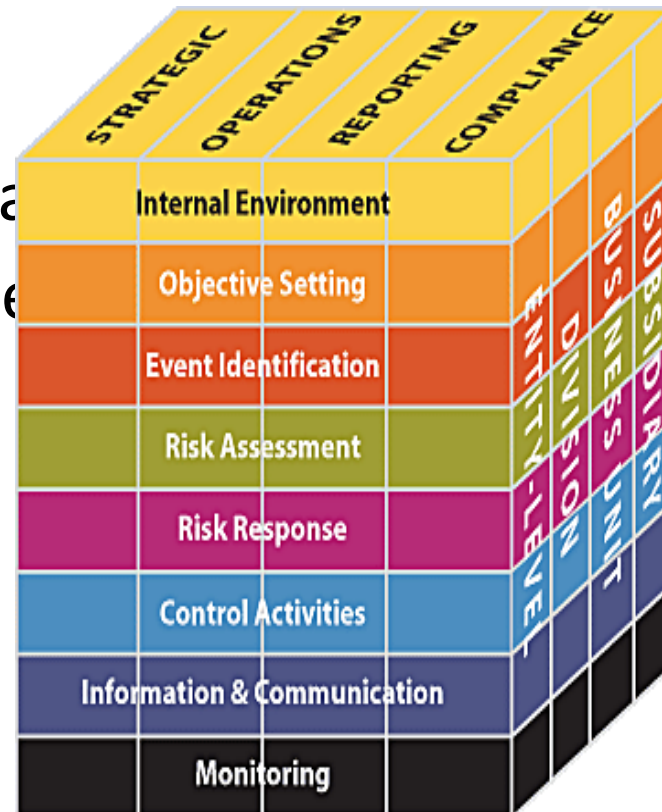 STRATEGIC
OPERATIONS
REPORTING
COMPLIANCE
Internal Environment
Objective Setting
Event Identification
Risk Assessment
Risk Response
Control Activities
Information & Communication
Monitoring
ENTITY-LEVEL
DIVISION
BUSINESS UNIT
SUBSIDIARY